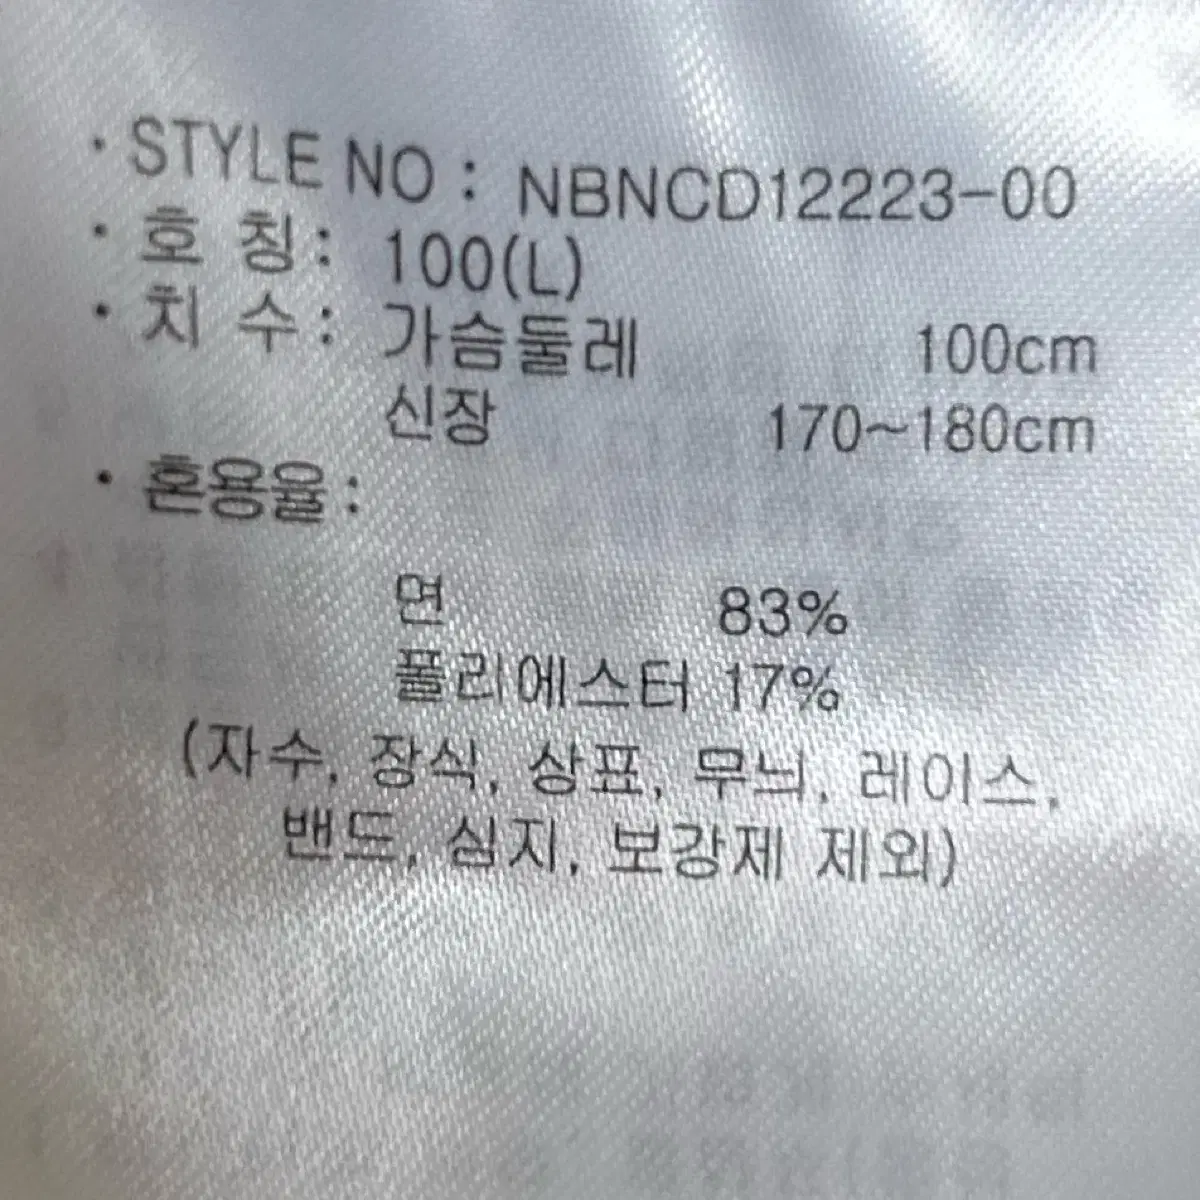 · STYLE NO : NBNCD12223-00
· 호 칭 : 100(L)
· 치 수 : 가슴둘레 100cm
신장 170~180cm
· 혼용율 :
면 83%
폴리에스터 17%
(자수, 장식, 상표, 무늬, 레이스,
밴드, 심지, 보강제 제외)